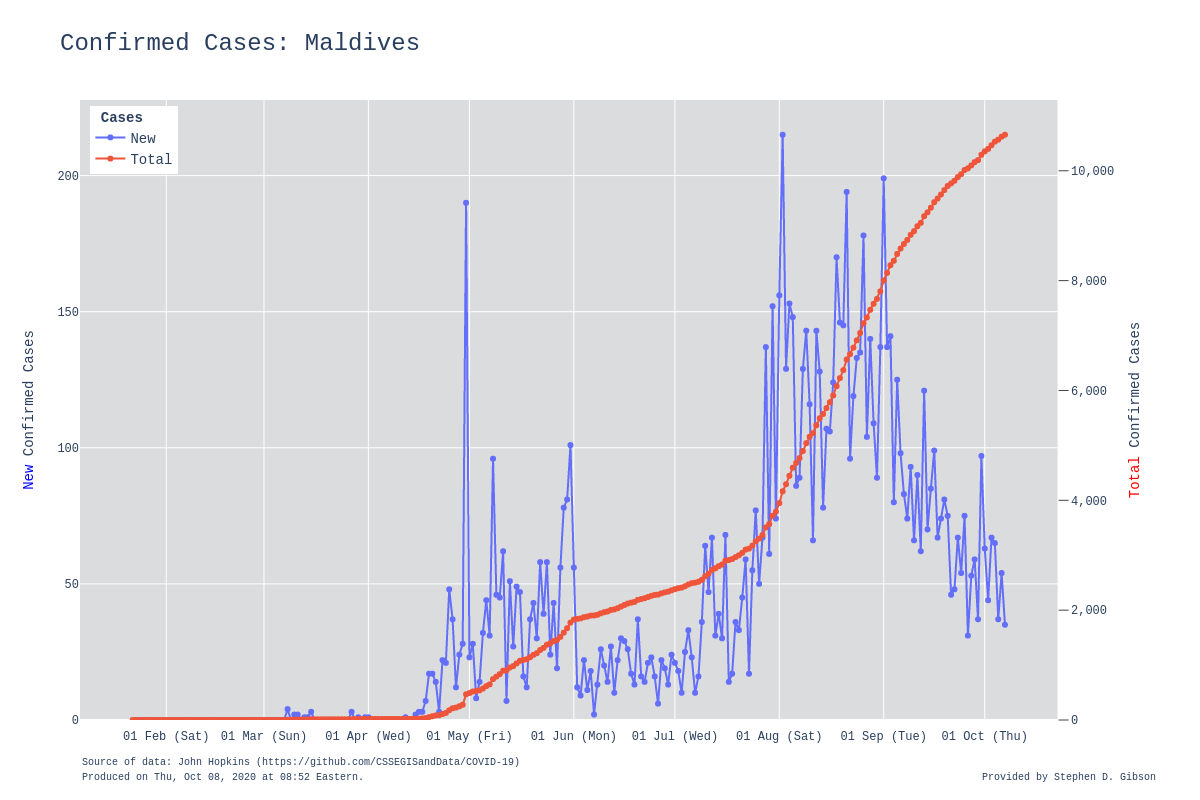 Confirmed Cases: Maldives
Cases
New
Total
200
150
100
50
0
10,000
8,000
6,000
4,000
2,000
0
New Confirmed Cases
Total Confirmed Cases
01 Feb (Sat) 01 Mar (Sun) 01 Apr (Wed) 01 May (Fri) 01 Jun (Mon) 01 Jul (Wed) 01 Aug (Sat) 01 Sep (Tue) 01 Oct (Thu)
Source of data: John Hopkins (https://github.com/CSSEGISandData/COVID-19)
Produced on Thu, Oct 08, 2020 at 08:52 Eastern.
Provided by Stephen D. Gibson